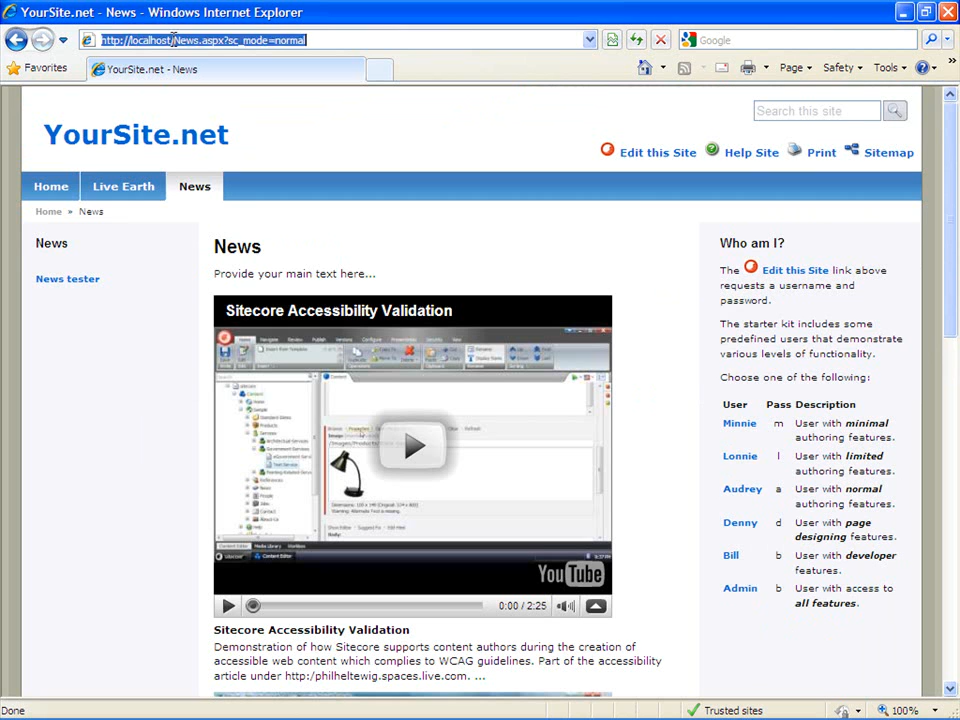 YourSite.net - News - Windows Internet Explorer
http://localhost/News.aspx?sc_mode=normal
Google
Favorites
YourSite.net - News
Page
Safety
Tools
Search this site
YourSite.net
Edit this Site
Help Site
Print
Sitemap
Home
Live Earth
News
Home » News
News
News tester
News
Provide your main text here...
Sitecore Accessibility Validation
YouTube
0:00 / 2:25
Sitecore Accessibility Validation
Demonstration of how Sitecore supports content authors during the creation of
accessible web content which complies to WCAG guidelines. Part of the accessibility
article under http:/philheltewig.spaces.live.com. ...
Who am I?
The Edit this Site link above
requests a username and
password.
The starter kit includes some
predefined users that demonstrate
various levels of functionality.
Choose one of the following:
User Pass Description
Minnie m User with minimal
authoring features.
Lonnie l User with limited
authoring features.
Audrey a User with normal
authoring features.
Denny d User with page
designing features.
Bill b User with developer
features.
Admin b User with access to
all features.
Done
Trusted sites
100%